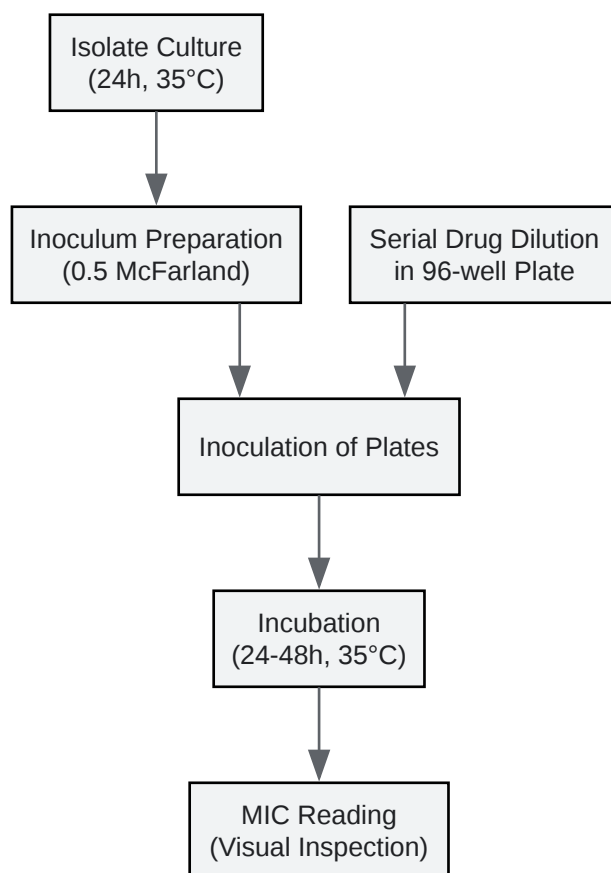 Isolate Culture
(24h, 35°C)
Inoculum Preparation
(0.5 McFarland)
Serial Drug Dilution
in 96-well Plate
Inoculation of Plates
Incubation
(24-48h, 35°C)
MIC Reading
(Visual Inspection)